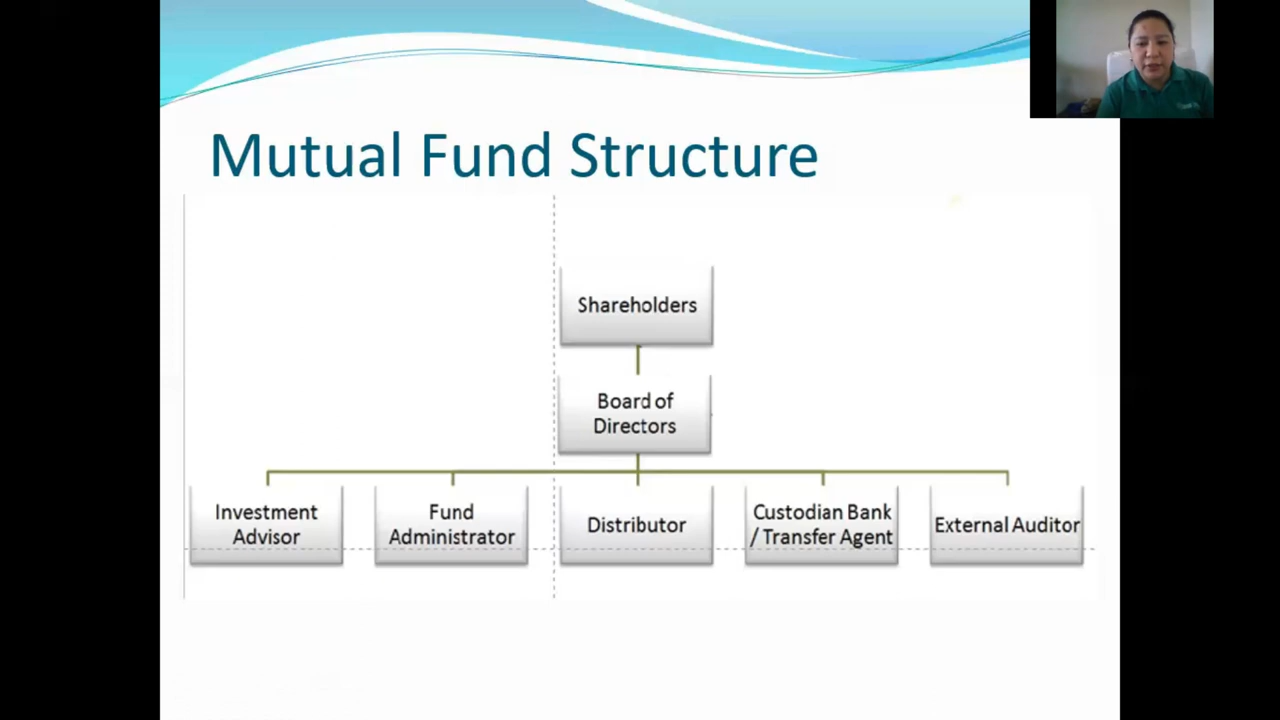 Mutual Fund Structure
Shareholders
Board of
Directors
Investment
Advisor
Fund
Administrator
Distributor
Custodian Bank
/ Transfer Agent
External Auditor